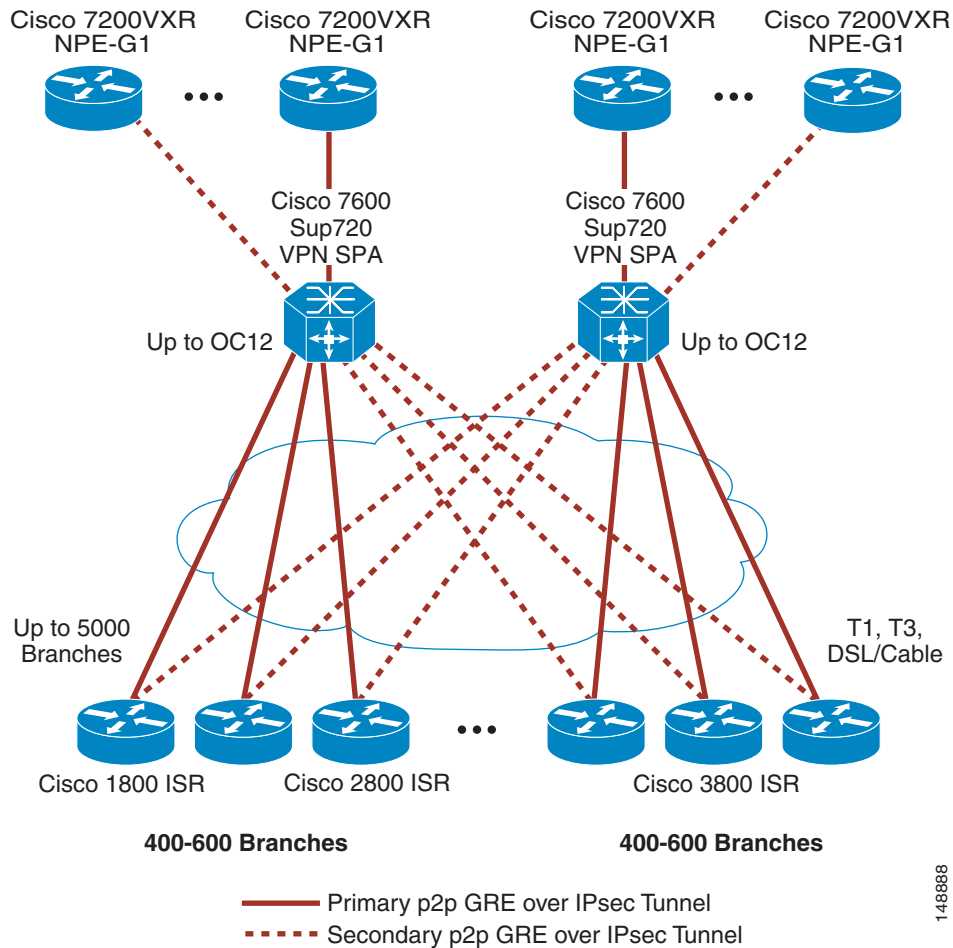 Cisco 7200VXR
NPE-G1
Cisco 7200VXR
NPE-G1
Cisco 7200VXR
NPE-G1
Cisco 7200VXR
NPE-G1
Cisco 7600
Sup720
VPN SPA
Cisco 7600
Sup720
VPN SPA
Up to OC12
Up to OC12
Up to 5000
Branches
T1, T3,
DSL/Cable
Cisco 1800 ISR
Cisco 2800 ISR
Cisco 3800 ISR
400-600 Branches
400-600 Branches
Primary p2p GRE over IPsec Tunnel
Secondary p2p GRE over IPsec Tunnel
148888